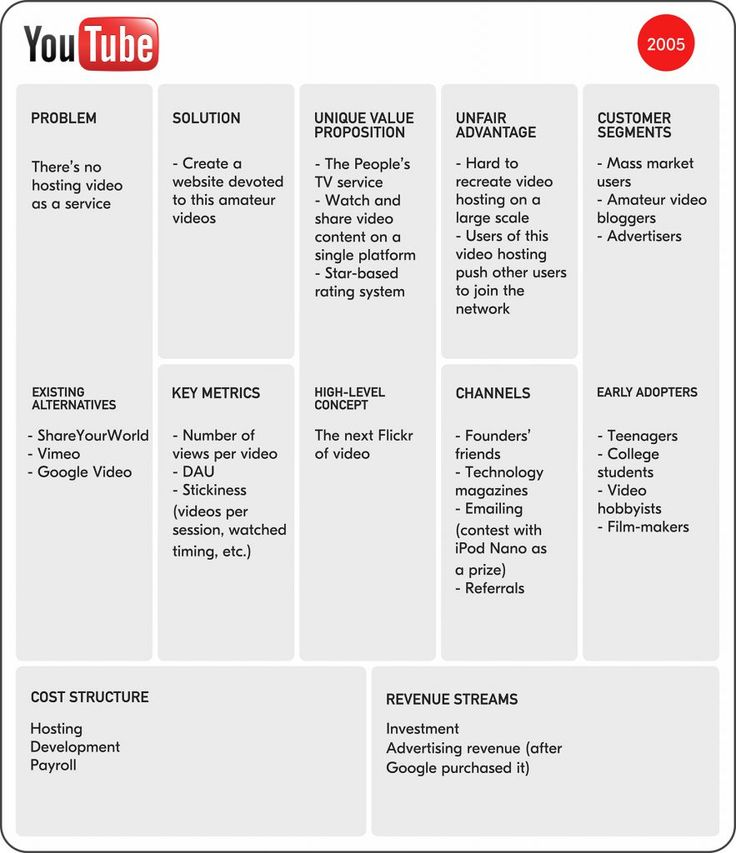 YouTube
2005
PROBLEM
There's no
hosting video
as a service
EXISTING
ALTERNATIVES
- ShareYourWorld
- Vimeo
- Google Video
SOLUTION
- Create a
website devoted
to this amateur
videos
KEY METRICS
- Number of
views per video
- DAU
- Stickiness
(videos per
session, watched
timing, etc.)
UNIQUE VALUE
PROPOSITION
- The People's
TV service
- Watch and
share video
content on a
single platform
- Star-based
rating system
HIGH-LEVEL
CONCEPT
The next Flickr
of video
UNFAIR
ADVANTAGE
- Hard to
recreate video
hosting on a
large scale
- Users of this
video hosting
push other users
to join the
network
CHANNELS
- Founders'
friends
- Technology
magazines
- Emailing
(contest with
iPod Nano as
a prize)
- Referrals
CUSTOMER
SEGMENTS
- Mass market
users
- Amateur video
bloggers
- Advertisers
EARLY ADOPTERS
- Teenagers
- College
students
- Video
hobbyists
- Film-makers
COST STRUCTURE
Hosting
Development
Payroll
REVENUE STREAMS
Investment
Advertising revenue (after
Google purchased it)